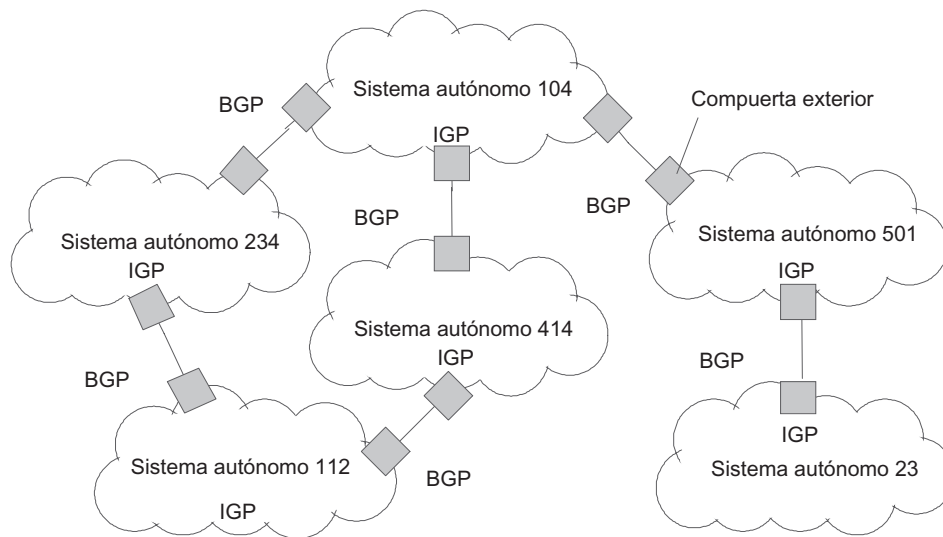 Sistema autónomo 104
BGP
Compuerta exterior
IGP
BGP
BGP
Sistema autónomo 234
IGP
Sistema autónomo 501
IGP
Sistema autónomo 414
IGP
BGP
BGP
IGP
Sistema autónomo 112
BGP
Sistema autónomo 23
IGP